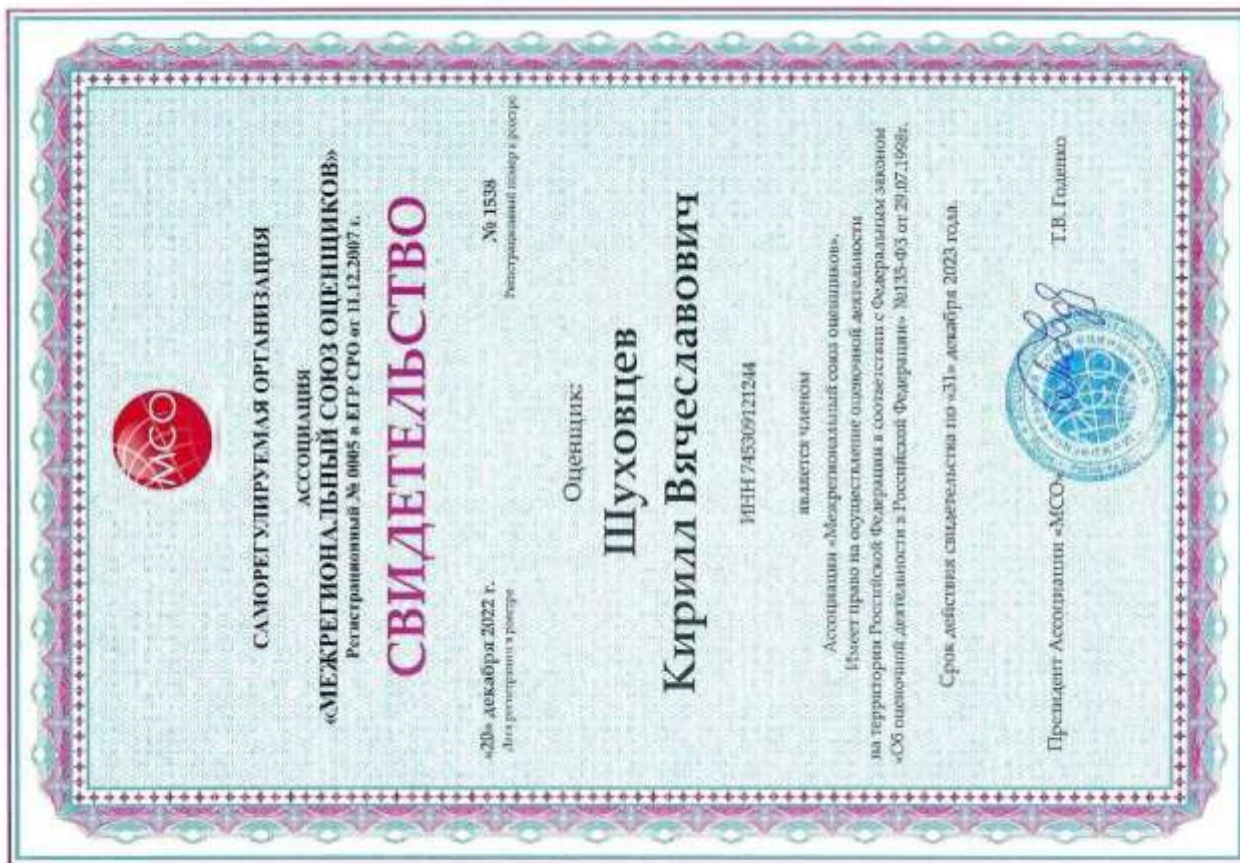 МСО
САМОРЕГУЛИРУЕМАЯ ОРГАНИЗАЦИЯ
АССОЦИАЦИЯ
«МЕЖРЕГИОНАЛЬНЫЙ СОЮЗ ОЦЕНЩИКОВ»
Регистрационный № 0005 в ЕГР СРО от 11.12.2007 г.
СВИДЕТЕЛЬСТВО
«20» декабря 2022 г. № 1538
Дата регистрации в реестре Регистрационный номер в реестре
Оценщик:
Шуховцев
Кирилл Вячеславович
ИНН 745309121244
является членом
Ассоциации «Межрегиональный союз оценщиков».
Имеет право на осуществление оценочной деятельности
на территории Российской Федерации в соответствии с Федеральным законом
«Об оценочной деятельности в Российской Федерации» №135-ФЗ от 29.07.1998г.
Срок действия свидетельства по «31» декабря 2023 года.
Президент Ассоциации «МСО» Т.В. Годенко